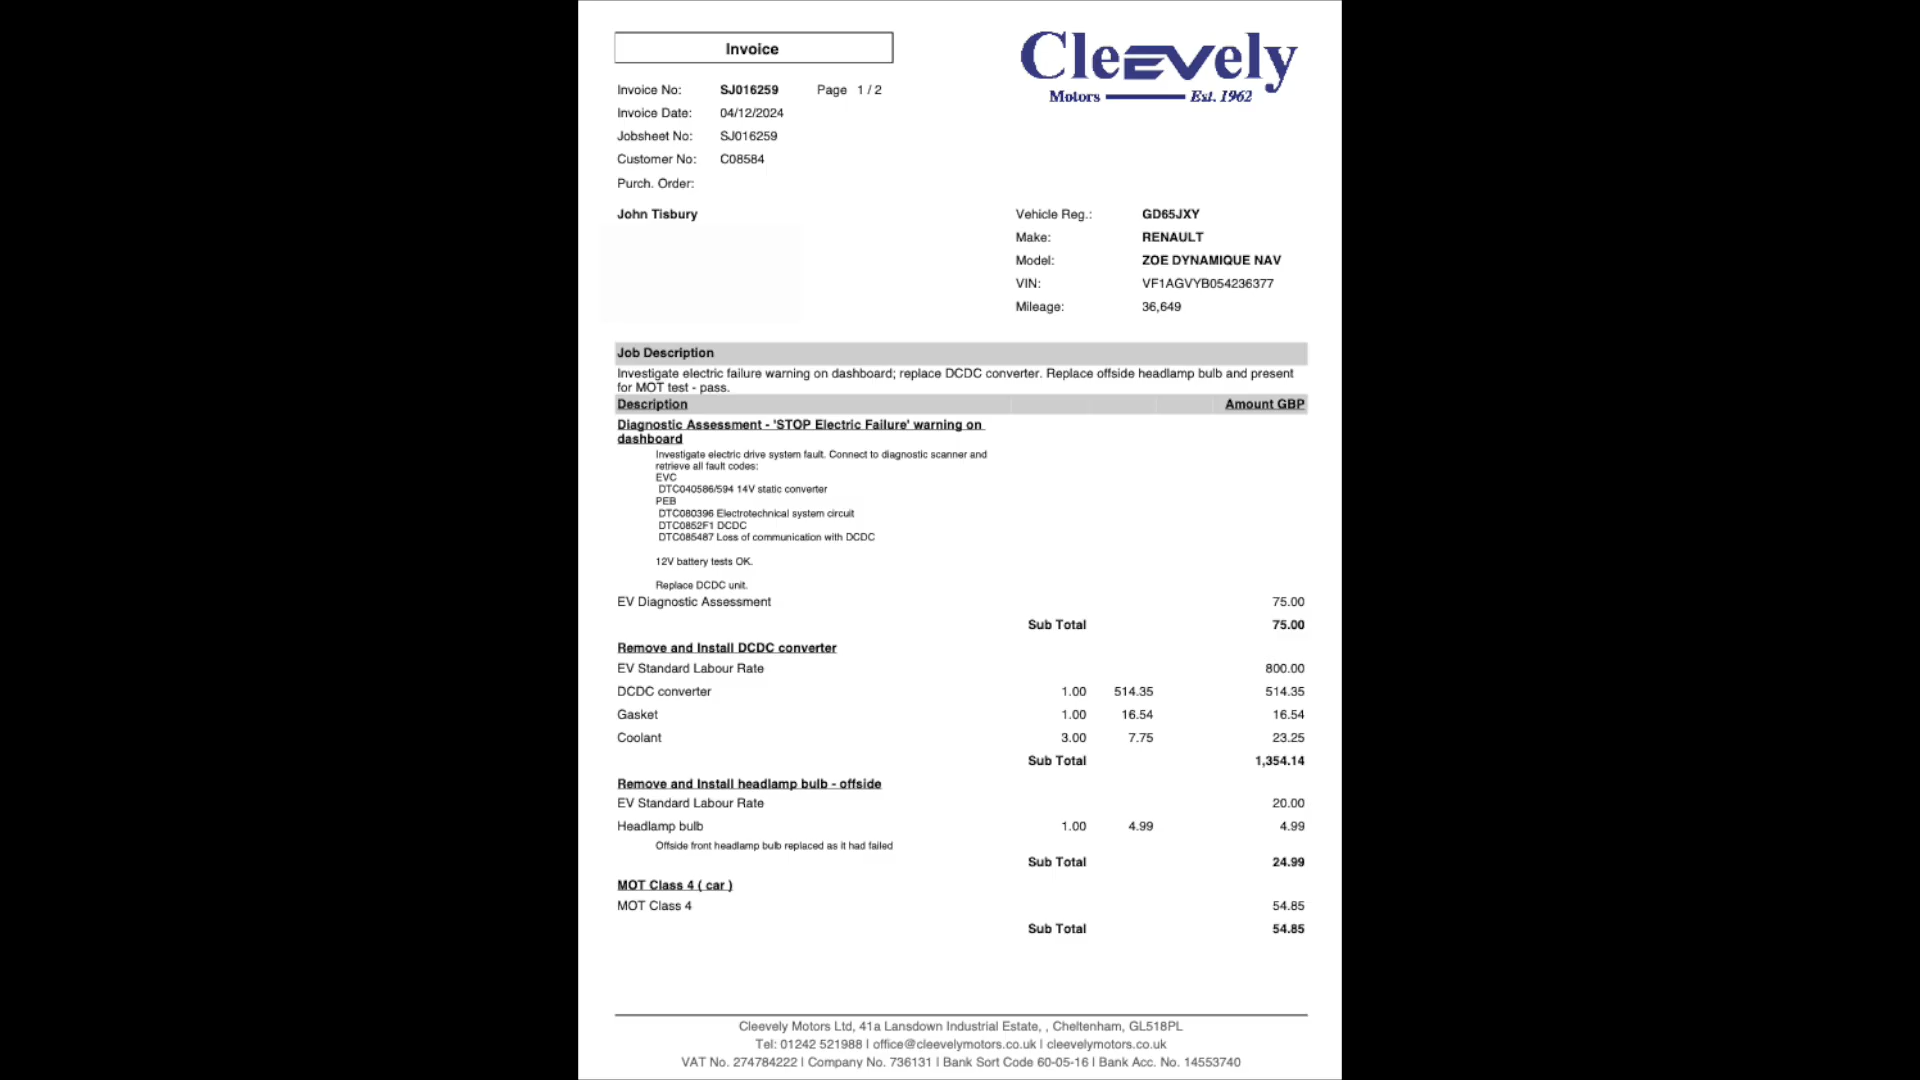 Invoice
Cleevely
Motors Est. 1962
Invoice No: SJ016259 Page 1 / 2
Invoice Date: 04/12/2024
Jobsheet No: SJ016259
Customer No: C08584
Purch. Order:
John Tisbury
Vehicle Reg.: GD65JXY
Make: RENAULT
Model: ZOE DYNAMIQUE NAV
VIN: VF1AGVYB054236377
Mileage: 36,649
Job Description
Investigate electric failure warning on dashboard; replace DCDC converter. Replace offside headlamp bulb and present
for MOT test - pass.
Description Amount GBP
Diagnostic Assessment - 'STOP Electric Failure' warning on
dashboard
Investigate electric drive system fault. Connect to diagnostic scanner and
retrieve all fault codes:
EVC
DTC040586/594 14V static converter
PEB
DTC080396 Electrotechnical system circuit
DTC0852F1 DCDC
DTC085487 Loss of communication with DCDC
12V battery tests OK.
Replace DCDC unit.
EV Diagnostic Assessment 75.00
Sub Total 75.00
Remove and Install DCDC converter
EV Standard Labour Rate 800.00
DCDC converter 1.00 514.35 514.35
Gasket 1.00 16.54 16.54
Coolant 3.00 7.75 23.25
Sub Total 1,354.14
Remove and Install headlamp bulb - offside
EV Standard Labour Rate 20.00
Headlamp bulb 1.00 4.99 4.99
Offside front headlamp bulb replaced as it had failed
Sub Total 24.99
MOT Class 4 ( car )
MOT Class 4 54.85
Sub Total 54.85
Cleevely Motors Ltd, 41a Lansdown Industrial Estate, , Cheltenham, GL518PL
Tel: 01242 521988 | office@cleevelymotors.co.uk | cleevelymotors.co.uk
VAT No. 274784222 | Company No. 736131 | Bank Sort Code 60-05-16 | Bank Acc. No. 14553740